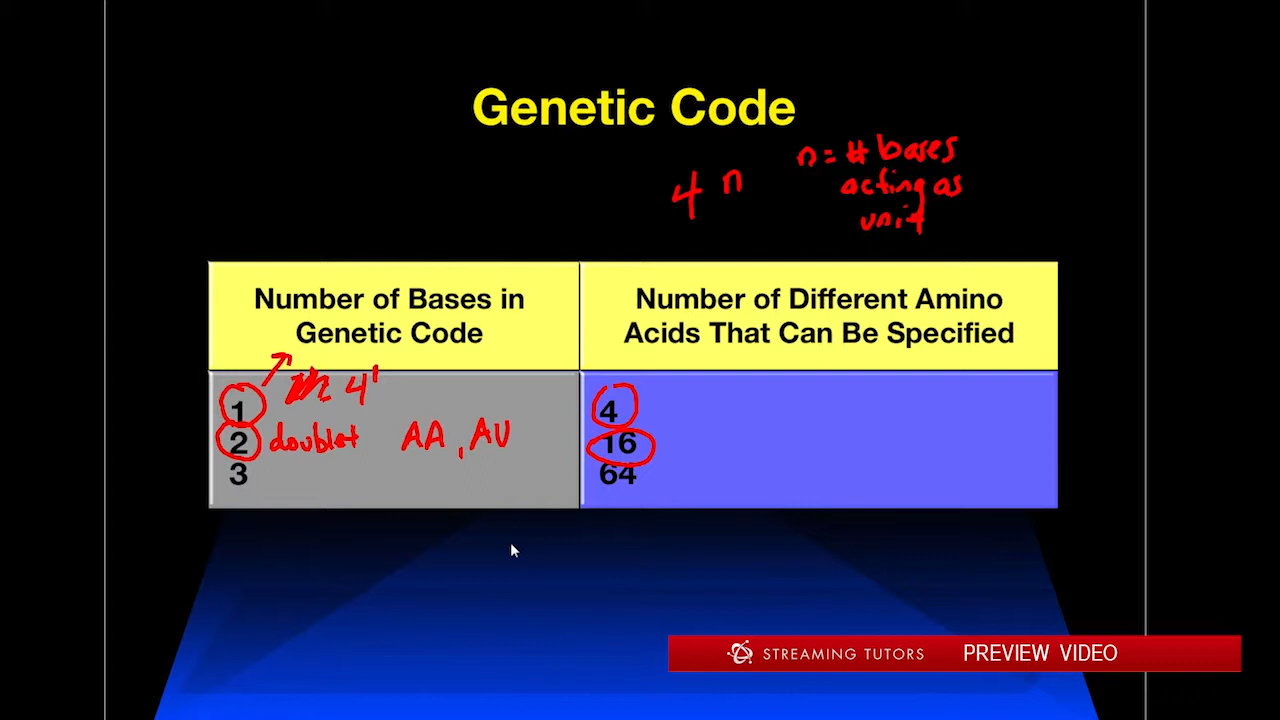 Genetic Code
4 n
n = # bases
acting as
unit
Number of Bases in
Genetic Code
Number of Different Amino
Acids That Can Be Specified
1 4¹
4
2 doublet AA, AU
16
3
64
STREAMING TUTORS PREVIEW VIDEO